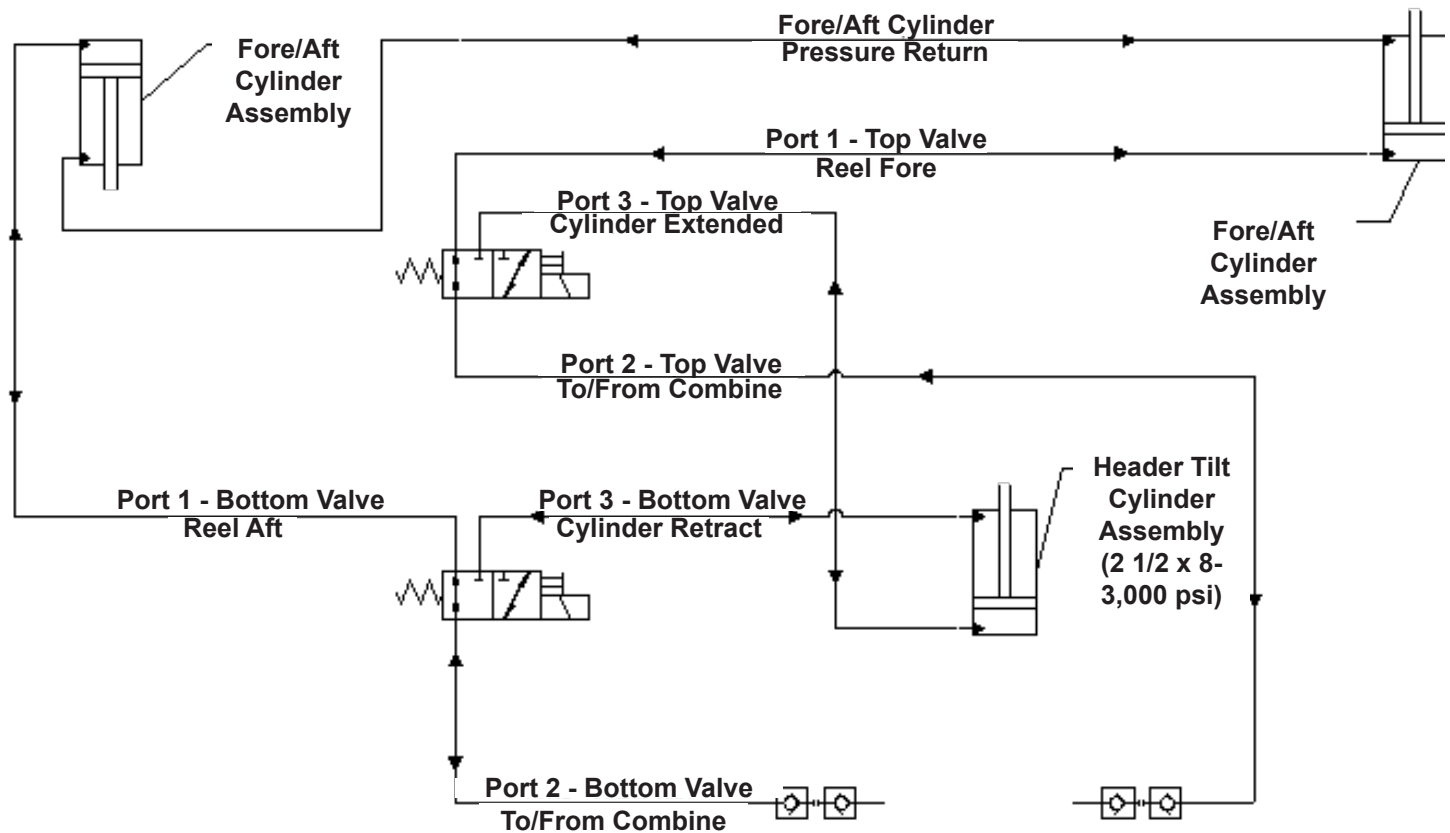 Fore/Aft
Cylinder
Assembly
Fore/Aft Cylinder
Pressure Return
Port 1 - Top Valve
Reel Fore
Port 3 - Top Valve
Cylinder Extended
Fore/Aft
Cylinder
Assembly
Port 2 - Top Valve
To/From Combine
Port 1 - Bottom Valve
Reel Aft
Port 3 - Bottom Valve
Cylinder Retract
Header Tilt
Cylinder
Assembly
(2 1/2 x 8-
3,000 psi)
Port 2 - Bottom Valve
To/From Combine